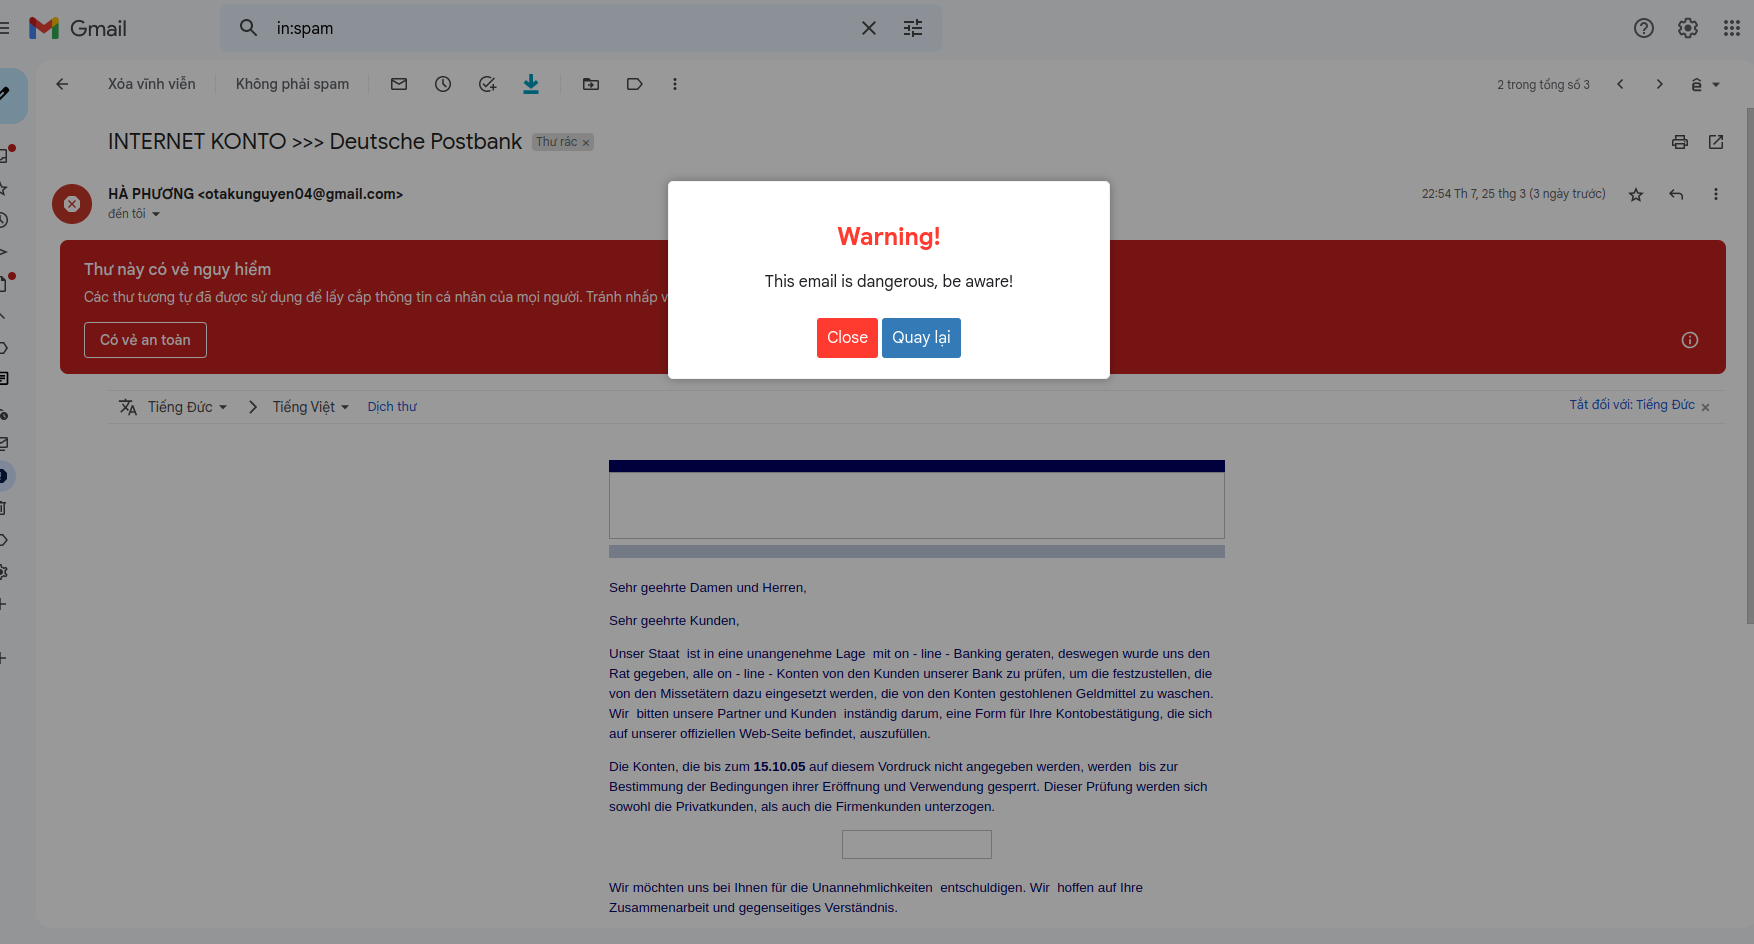 Gmail
in:spam
Xóa vĩnh viễn
Không phải spam
2 trong tổng số 3
INTERNET KONTO >>> Deutsche Postbank
Thư rác ×
HÀ PHƯƠNG <otakunguyen04@gmail.com>
22:54 Th 7, 25 thg 3 (3 ngày trước)
đến tôi
Warning!
This email is dangerous, be aware!
Close
Quay lại
Thư này có vẻ nguy hiểm
Các thư tương tự đã được sử dụng để lấy cắp thông tin cá nhân của mọi người. Tránh nhấp
Có vẻ an toàn
Tiếng Đức
Tiếng Việt
Dịch thư
Tắt đối với: Tiếng Đức ×
Sehr geehrte Damen und Herren,
Sehr geehrte Kunden,
Unser Staat ist in eine unangenehme Lage mit on - line - Banking geraten, deswegen wurde uns den
Rat gegeben, alle on - line - Konten von den Kunden unserer Bank zu prüfen, um die festzustellen, die
von den Missetätern dazu eingesetzt werden, die von den Konten gestohlenen Geldmittel zu waschen.
Wir bitten unsere Partner und Kunden inständig darum, eine Form für Ihre Kontobestätigung, die sich
auf unserer offiziellen Web-Seite befindet, auszufüllen.
Die Konten, die bis zum 15.10.05 auf diesem Vordruck nicht angegeben werden, werden bis zur
Bestimmung der Bedingungen ihrer Eröffnung und Verwendung gesperrt. Dieser Prüfung werden sich
sowohl die Privatkunden, als auch die Firmenkunden unterzogen.
Wir möchten uns bei Ihnen für die Unannehmlichkeiten entschuldigen. Wir hoffen auf Ihre
Zusammenarbeit und gegenseitiges Verständnis.